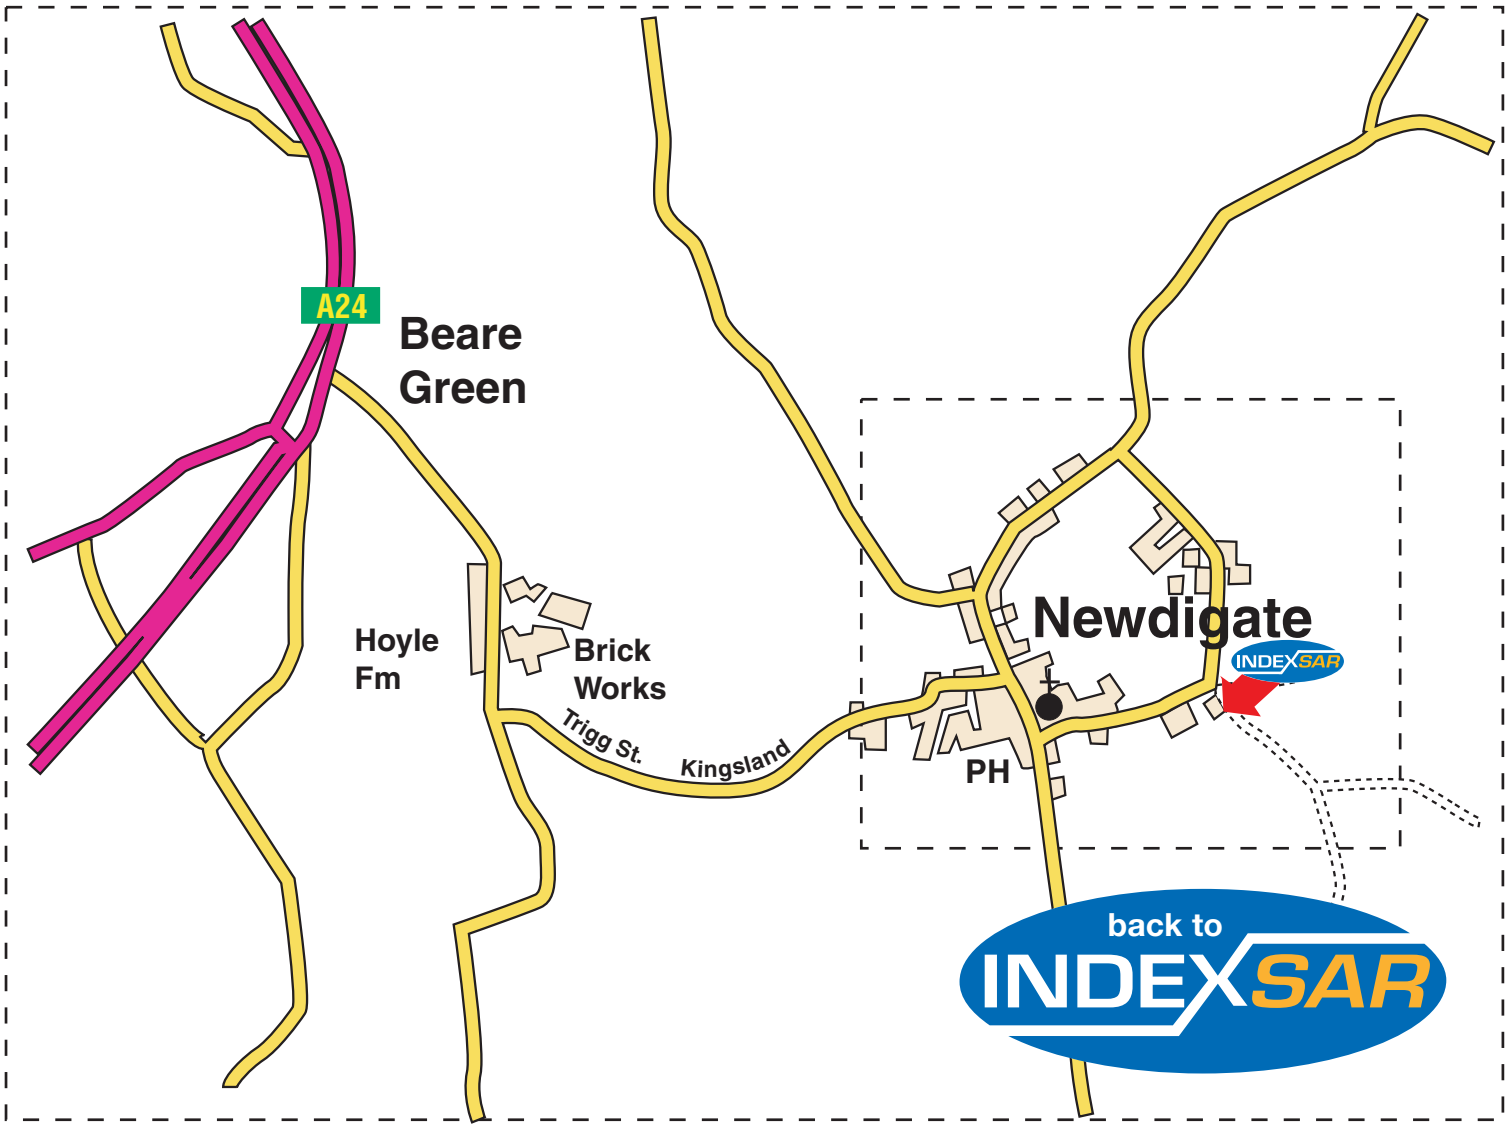 A24
Beare
Green
Hoyle
Fm
Brick
Works
Trigg St.
Kingsland
Newdigate
INDEXSAR
PH
back to
INDEXSAR